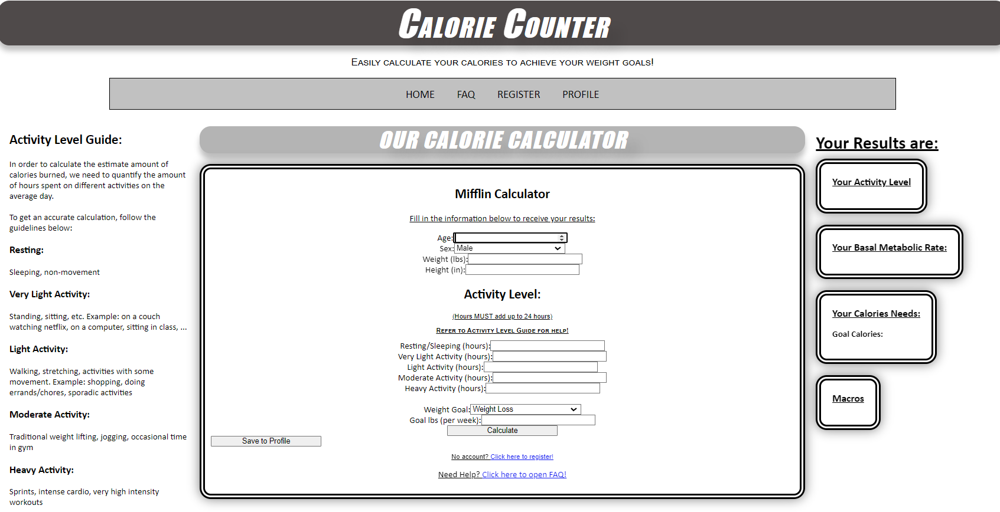 CALORIE COUNTER
EASILY CALCULATE YOUR CALORIES TO ACHIEVE YOUR WEIGHT GOALS!
HOME FAQ REGISTER PROFILE
Activity Level Guide:
In order to calculate the estimate amount of
calories burned, we need to quantify the amount
of hours spent on different activities on the
average day.
To get an accurate calculation, follow the
guidelines below:
Resting:
Sleeping, non-movement
Very Light Activity:
Standing, sitting, etc. Example: on a couch
watching netflix, on a computer, sitting in class, ...
Light Activity:
Walking, stretching, activities with some
movement. Example: shopping, doing
errands/chores, sporadic activities
Moderate Activity:
Traditional weight lifting, jogging, occasional time
in gym
Heavy Activity:
Sprints, intense cardio, very high intensity
workouts
OUR CALORIE CALCULATOR
Mifflin Calculator
Fill in the information below to receive your results:
Age:
Sex: Male
Weight (lbs):
Height (in):
Activity Level:
(Hours MUST add up to 24 hours)
REFER TO ACTIVITY LEVEL GUIDE FOR HELP!
Resting/Sleeping (hours):
Very Light Activity (hours):
Light Activity (hours):
Moderate Activity (hours):
Heavy Activity (hours):
Weight Goal: Weight Loss
Goal lbs (per week):
Calculate
Save to Profile
No account? Click here to register!
Need Help? Click here to open FAQ!
Your Results are:
Your Activity Level
Your Basal Metabolic Rate:
Your Calories Needs:
Goal Calories:
Macros